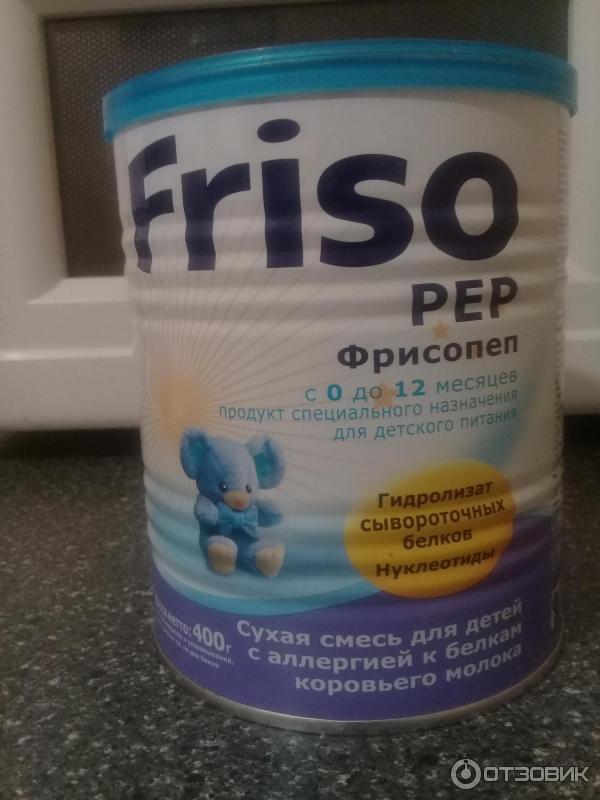 Friso
PEP
Фрисопеп
с 0 до 12 месяцев
продукт специального назначения
для детского питания
Гидролизат
сывороточных
белков
Нуклеотиды
нетто: 400г
Сухая смесь для детей
с аллергией к белкам
коровьего молока
ОТЗОВИК